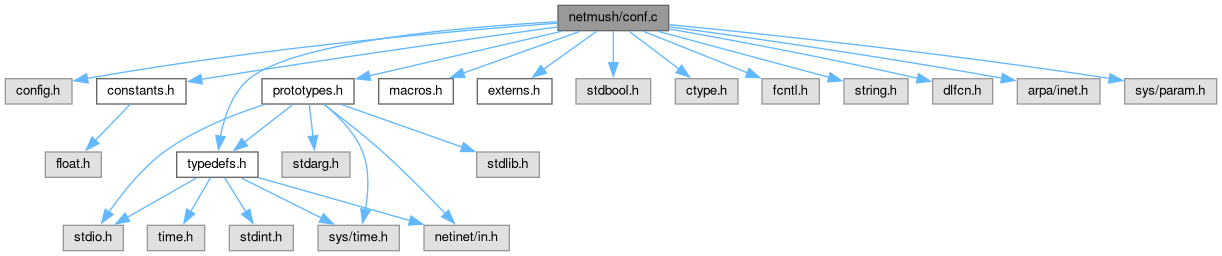 netmush/conf.c
config.h
constants.h
prototypes.h
macros.h
externs.h
stdbool.h
ctype.h
fcntl.h
string.h
dlfcn.h
arpa/inet.h
sys/param.h
float.h
typedefs.h
stdarg.h
stdlib.h
stdio.h
time.h
stdint.h
sys/time.h
netinet/in.h